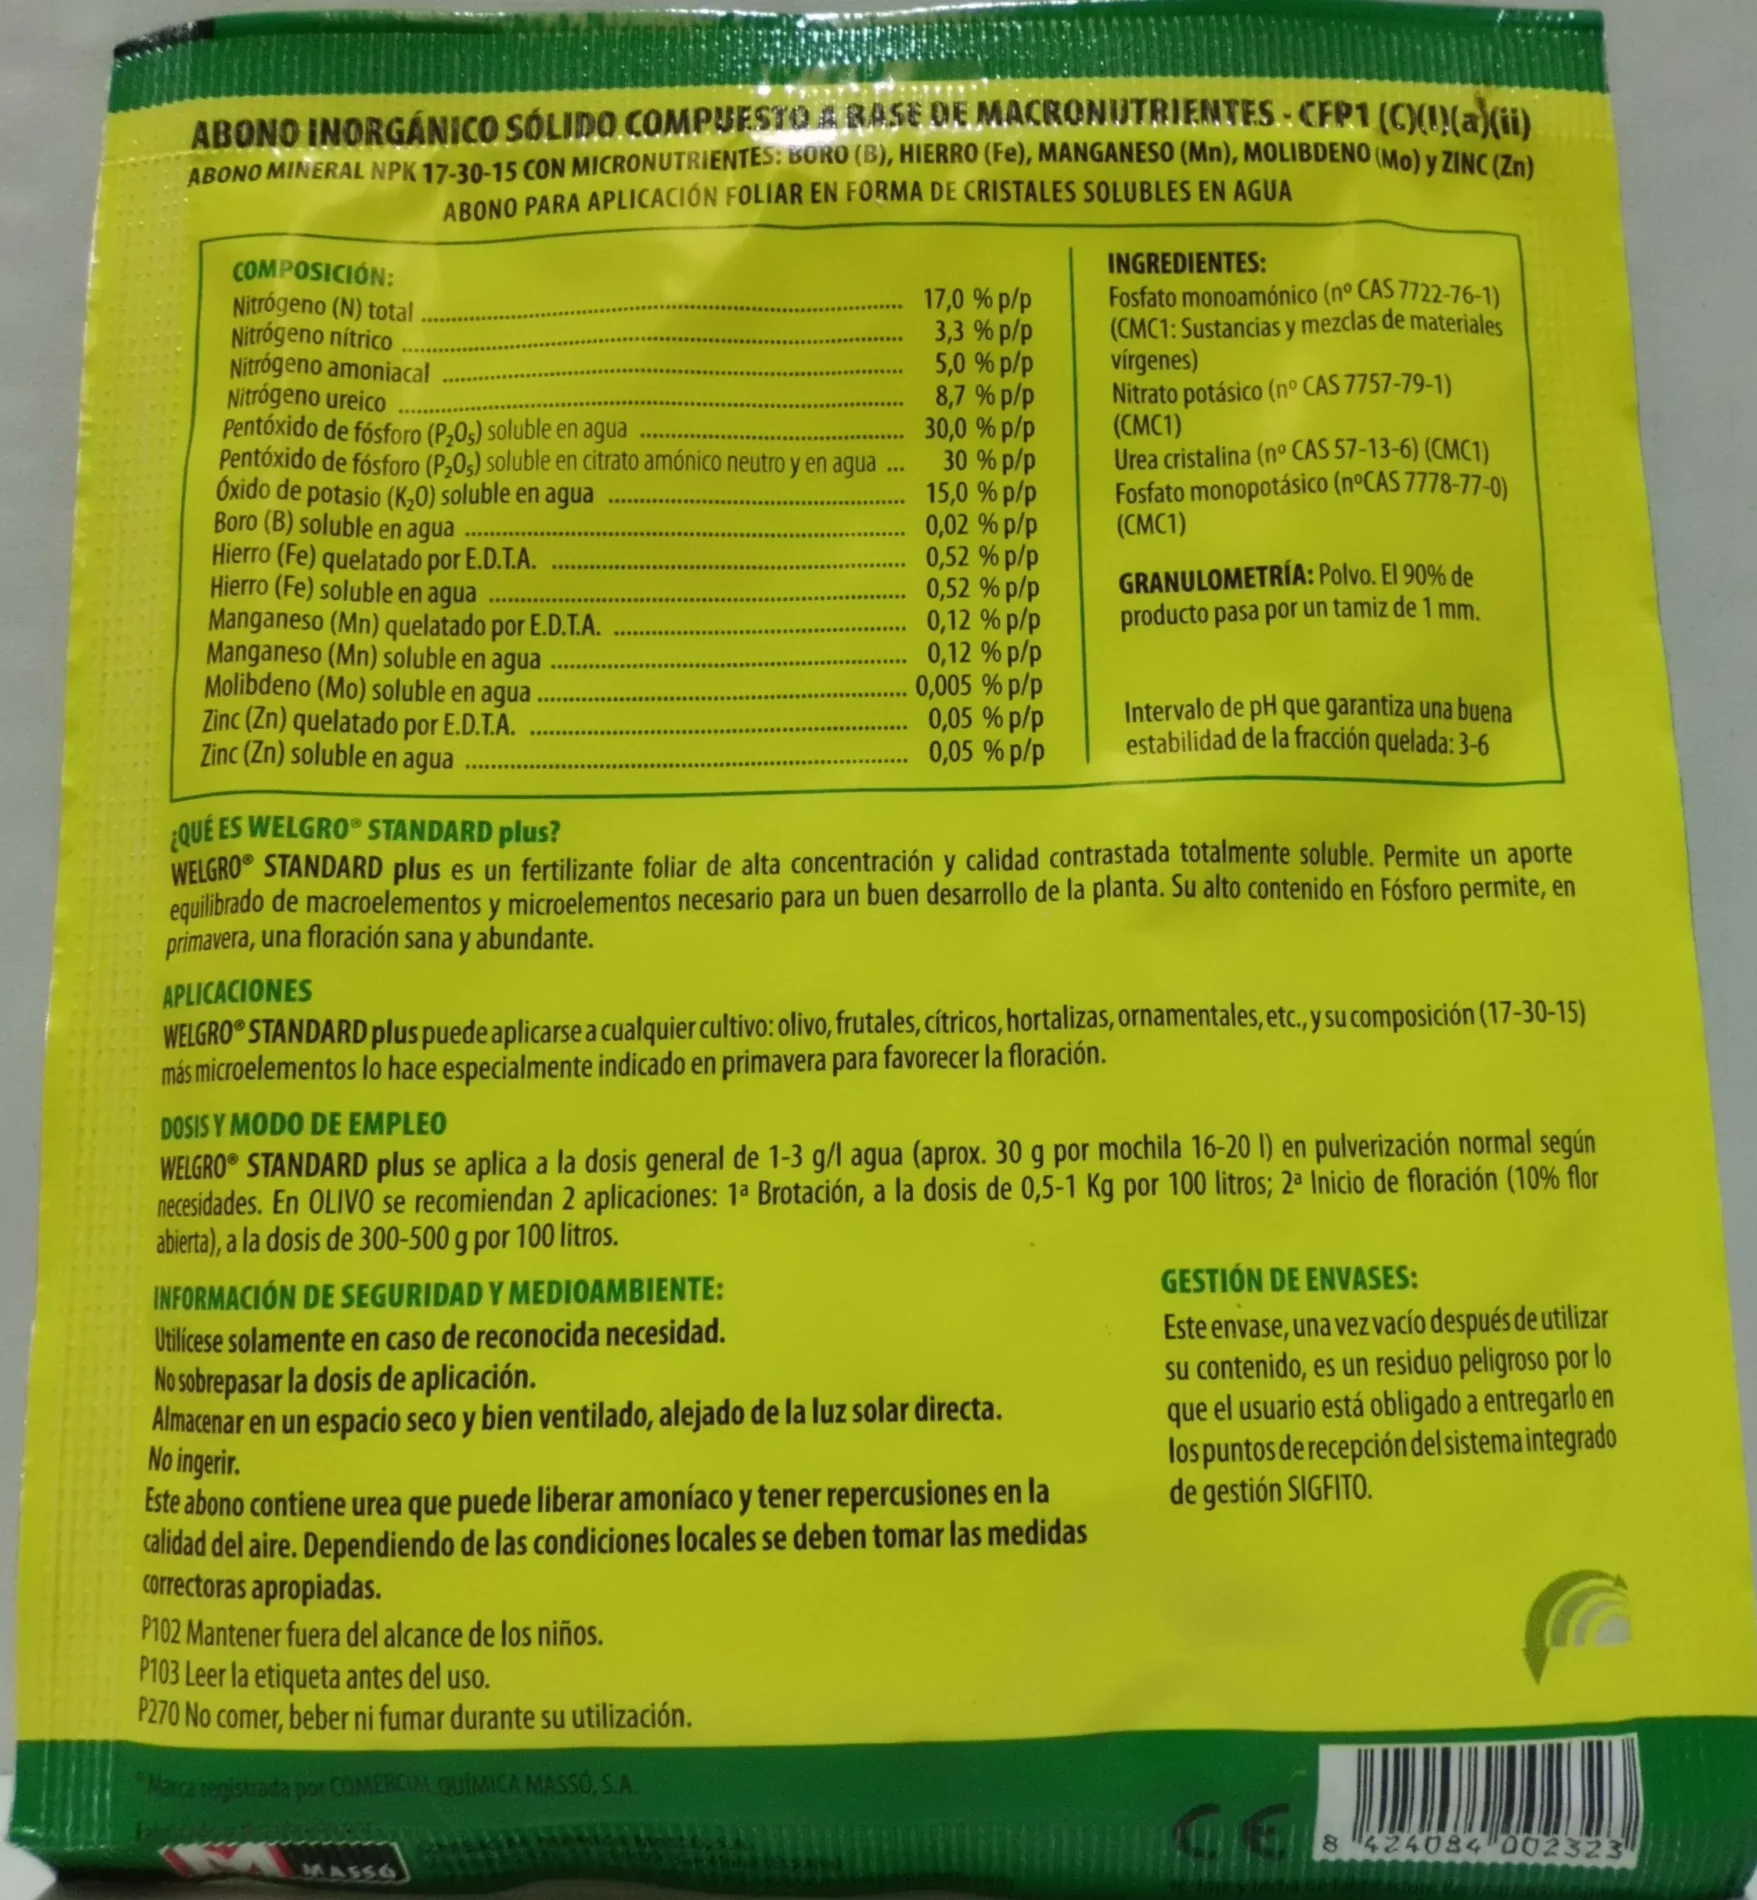 ABONO INORGÁNICO SÓLIDO COMPUESTO A BASE DE MACRONUTRIENTES - CFP1 (C)(I)(a)(ii)
ABONO MINERAL NPK 17-30-15 CON MICRONUTRIENTES: BORO (B), HIERRO (Fe), MANGANESO (Mn), MOLIBDENO (Mo) y ZINC (Zn)
ABONO PARA APLICACIÓN FOLIAR EN FORMA DE CRISTALES SOLUBLES EN AGUA
COMPOSICIÓN:
Nitrógeno (N) total ........ 17,0 % p/p
Nitrógeno nítrico ........ 3,3 % p/p
Nitrógeno amoniacal ........ 5,0 % p/p
Nitrógeno ureico ........ 8,7 % p/p
Pentóxido de fósforo (P₂O₅) soluble en agua ........ 30,0 % p/p
Pentóxido de fósforo (P₂O₅) soluble en citrato amónico neutro y en agua ... 30 % p/p
Óxido de potasio (K₂O) soluble en agua ........ 15,0 % p/p
Boro (B) soluble en agua ........ 0,02 % p/p
Hierro (Fe) quelatado por E.D.T.A. ........ 0,52 % p/p
Hierro (Fe) soluble en agua ........ 0,52 % p/p
Manganeso (Mn) quelatado por E.D.T.A. ........ 0,12 % p/p
Manganeso (Mn) soluble en agua ........ 0,12 % p/p
Molibdeno (Mo) soluble en agua ........ 0,005 % p/p
Zinc (Zn) quelatado por E.D.T.A. ........ 0,05 % p/p
Zinc (Zn) soluble en agua ........ 0,05 % p/p
INGREDIENTES:
Fosfato monoamónico (nº CAS 7722-76-1)
(CMC1: Sustancias y mezclas de materiales
vírgenes)
Nitrato potásico (nº CAS 7757-79-1)
(CMC1)
Urea cristalina (nº CAS 57-13-6) (CMC1)
Fosfato monopotásico (nºCAS 7778-77-0)
(CMC1)
GRANULOMETRÍA: Polvo. El 90% de
producto pasa por un tamiz de 1 mm.
Intervalo de pH que garantiza una buena
estabilidad de la fracción quelada: 3-6
¿QUÉ ES WELGRO® STANDARD plus?
WELGRO® STANDARD plus es un fertilizante foliar de alta concentración y calidad contrastada totalmente soluble. Permite un aporte
equilibrado de macroelementos y microelementos necesario para un buen desarrollo de la planta. Su alto contenido en Fósforo permite, en
primavera, una floración sana y abundante.
APLICACIONES
WELGRO® STANDARD plus puede aplicarse a cualquier cultivo: olivo, frutales, cítricos, hortalizas, ornamentales, etc., y su composición (17-30-15)
más microelementos lo hace especialmente indicado en primavera para favorecer la floración.
DOSIS Y MODO DE EMPLEO
WELGRO® STANDARD plus se aplica a la dosis general de 1-3 g/l agua (aprox. 30 g por mochila 16-20 l) en pulverización normal según
necesidades. En OLIVO se recomiendan 2 aplicaciones: 1ª Brotación, a la dosis de 0,5-1 Kg por 100 litros; 2ª Inicio de floración (10% flor
abierta), a la dosis de 300-500 g por 100 litros.
INFORMACIÓN DE SEGURIDAD Y MEDIOAMBIENTE:
Utilícese solamente en caso de reconocida necesidad.
No sobrepasar la dosis de aplicación.
Almacenar en un espacio seco y bien ventilado, alejado de la luz solar directa.
No ingerir.
Este abono contiene urea que puede liberar amoníaco y tener repercusiones en la
calidad del aire. Dependiendo de las condiciones locales se deben tomar las medidas
correctoras apropiadas.
P102 Mantener fuera del alcance de los niños.
P103 Leer la etiqueta antes del uso.
P270 No comer, beber ni fumar durante su utilización.
GESTIÓN DE ENVASES:
Este envase, una vez vacío después de utilizar
su contenido, es un residuo peligroso por lo
que el usuario está obligado a entregarlo en
los puntos de recepción del sistema integrado
de gestión SIGFITO.
®Marca registrada por COMERCIAL QUÍMICA MASSÓ, S.A.
MASSÓ
CE
8 424084 002323